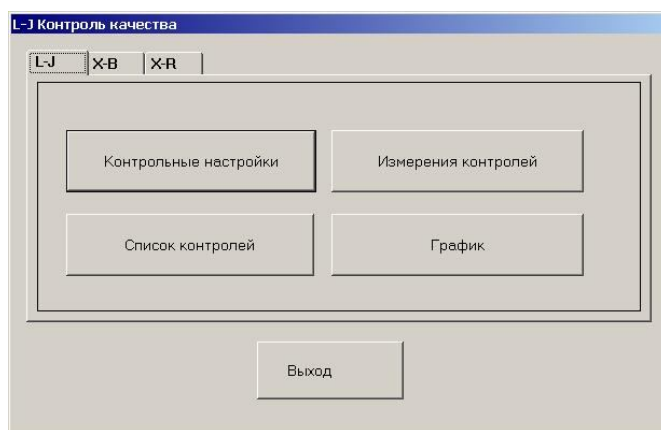 L-J Контроль качества
L-J X-B X-R
Контрольные настройки Измерения контролей
Список контролей График
Выход